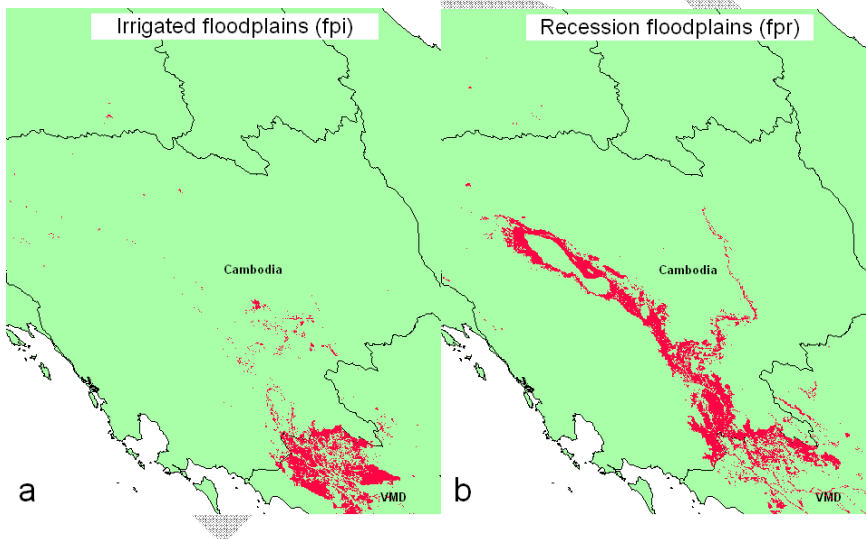 Irrigated floodplains (fpi)
Recession floodplains (fpr)
Cambodia
Cambodia
a
VMD
b
VMD